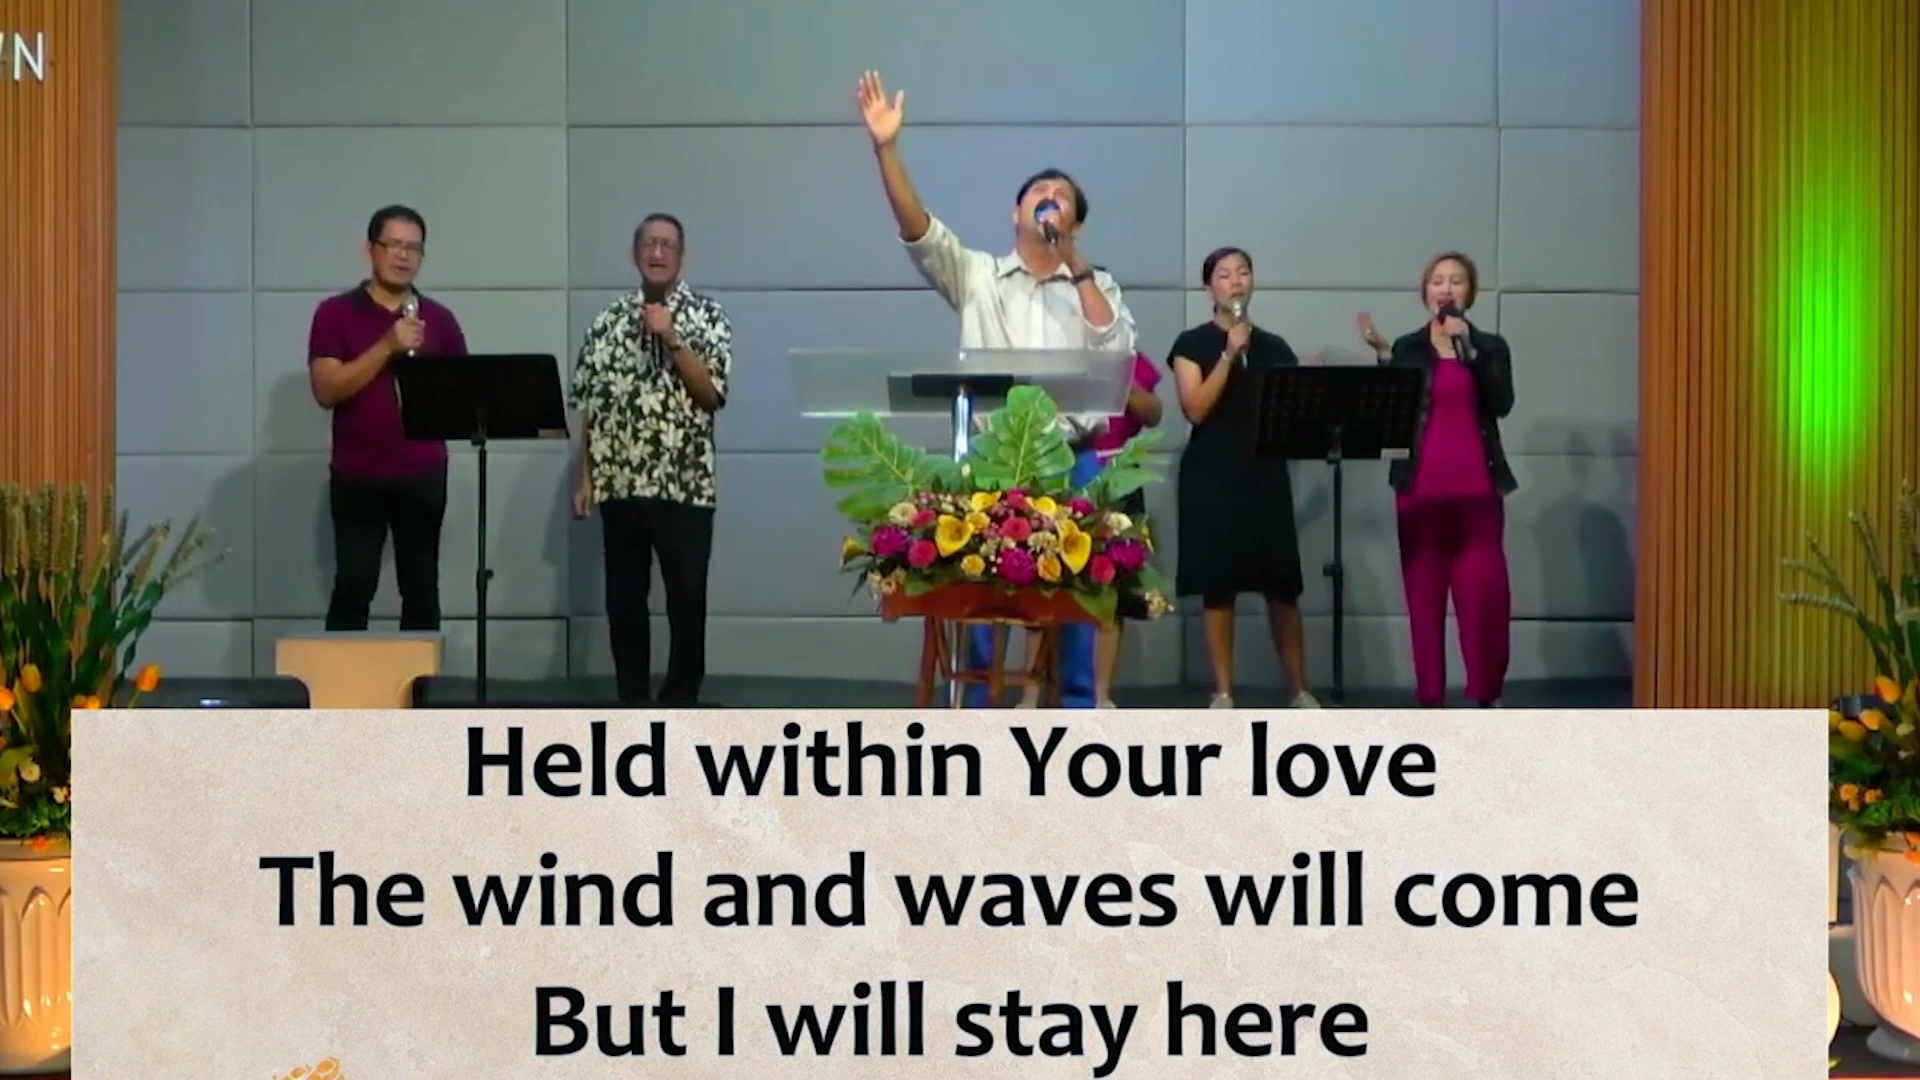 Held within Your love
The wind and waves will come
But I will stay here